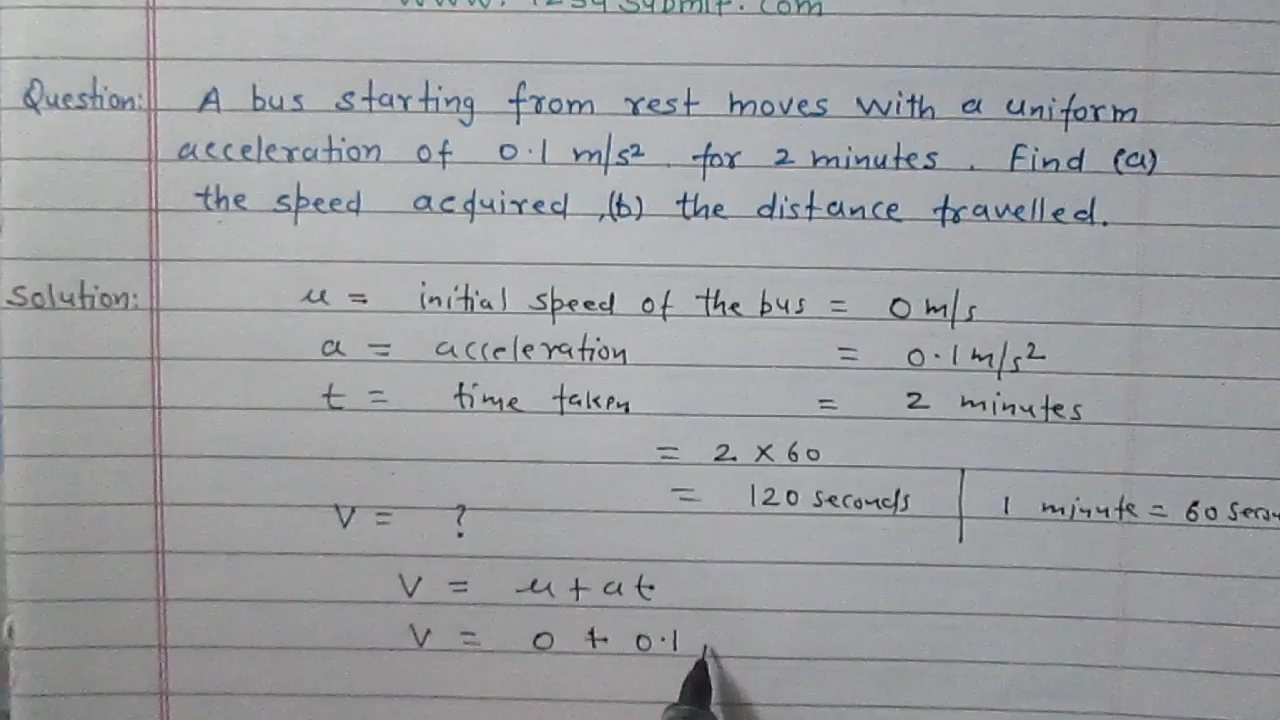 Question: A bus starting from rest moves with a uniform
acceleration of 0.1 m/s² for 2 minutes. Find (a)
the speed acquired, (b) the distance travelled.
Solution: u = initial speed of the bus = 0 m/s
a = acceleration = 0.1 m/s²
t = time taken = 2 minutes
= 2 × 60
= 120 seconds | 1 minute = 60
V = ?
V = u + at
V = 0 + 0.1